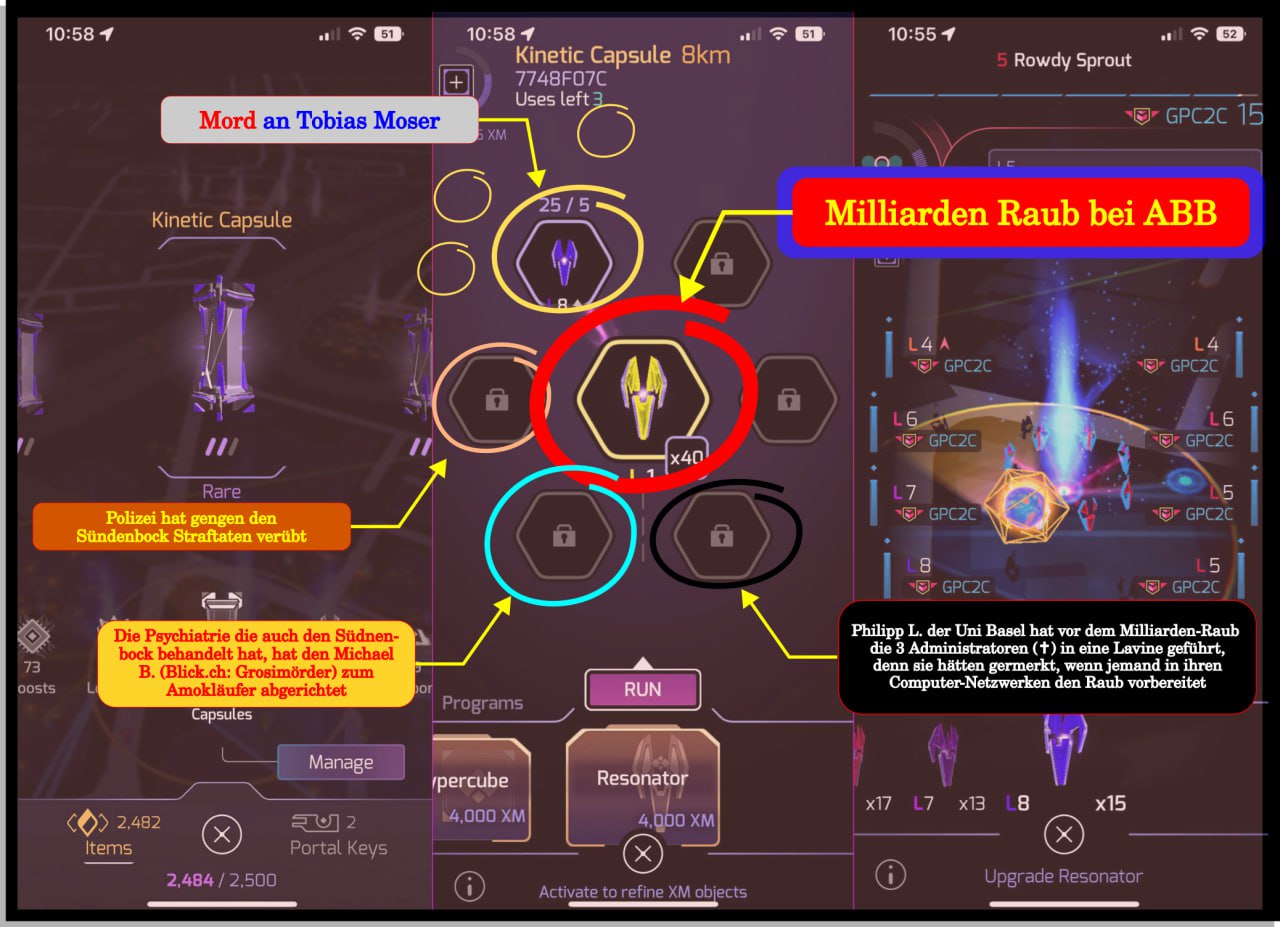 10:58
51
Kinetic Capsule
Rare
73
Capsules
Manage
2,482
Items
2
Portal Keys
2,484 / 2,500
10:58
51
Kinetic Capsule 8km
7748F07C
Uses left 3
XM
25 / 5
L8
L 1
x40
RUN
Programs
4,000 XM
Resonator
4,000 XM
Activate to refine XM objects
10:55
52
5 Rowdy Sprout
GPC2C 15
L5
L4
GPC2C
L4
GPC2C
L6
GPC2C
L6
GPC2C
L7
GPC2C
L5
GPC2C
L8
GPC2C
L5
GPC2C
x17 L7 x13 L8 x15
Upgrade Resonator
Mord an Tobias Moser
Milliarden Raub bei ABB
Polizei hat gengen den
Sündenbock Straftaten verübt
Die Psychiatrie die auch den Südnen-
bock behandelt hat, hat den Michael
B. (Blick.ch: Grosimörder) zum
Amokläufer abgerichtet
Philipp L. der Uni Basel hat vor dem Milliarden-Raub
die 3 Administratoren (✝) in eine Lavine geführt,
denn sie hätten germerkt, wenn jemand in ihren
Computer-Netzwerken den Raub vorbereitet